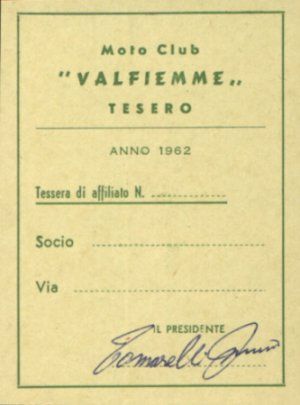 Moto Club
"VALFIEMME„
TESERO
ANNO 1962
Tessera di affiliato N. ..................
Socio ..............................
Via ..............................
IL PRESIDENTE